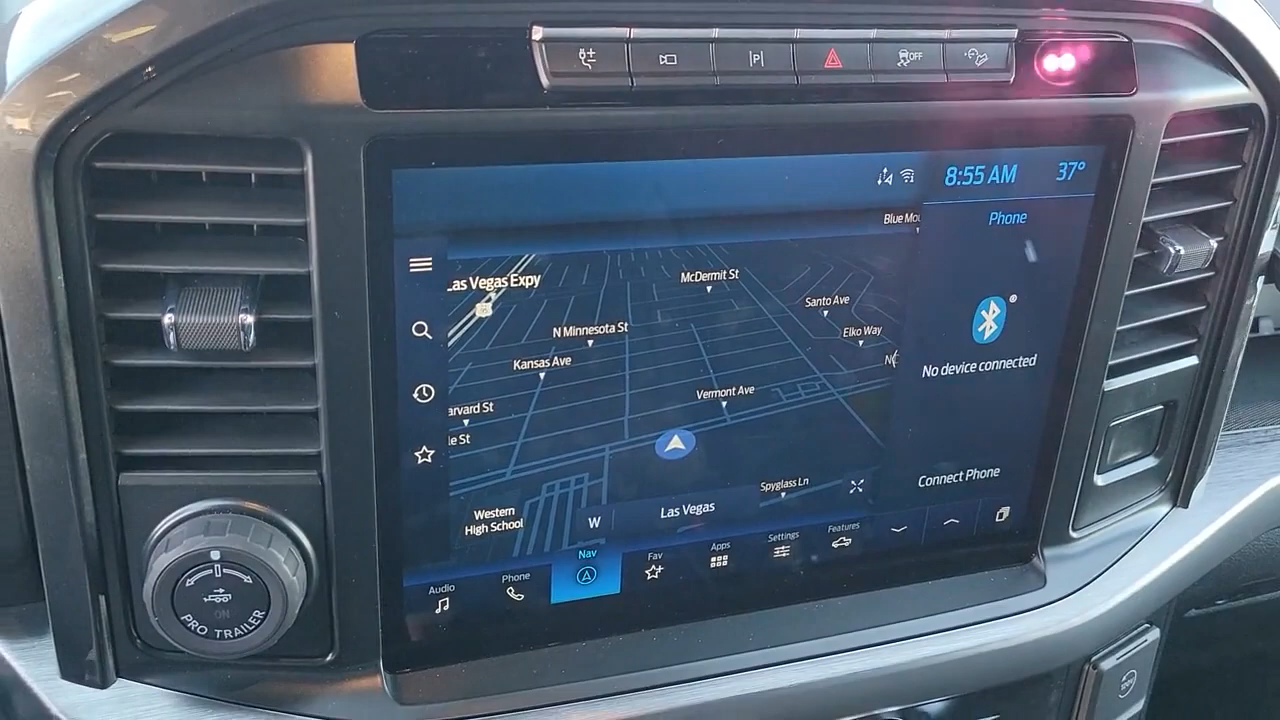 P
OFF
8:55 AM 37°
Phone
Blue Mou
Las Vegas Expy
McDermit St
Santo Ave
N Minnesota St
Elko Way
Kansas Ave
No device connected
Vermont Ave
arvard St
le St
Connect Phone
Spyglass Ln
Western
High School
W
Las Vegas
Audio
Phone
Nav
Fav
Apps
Settings
Features
ON
PRO TRAILER